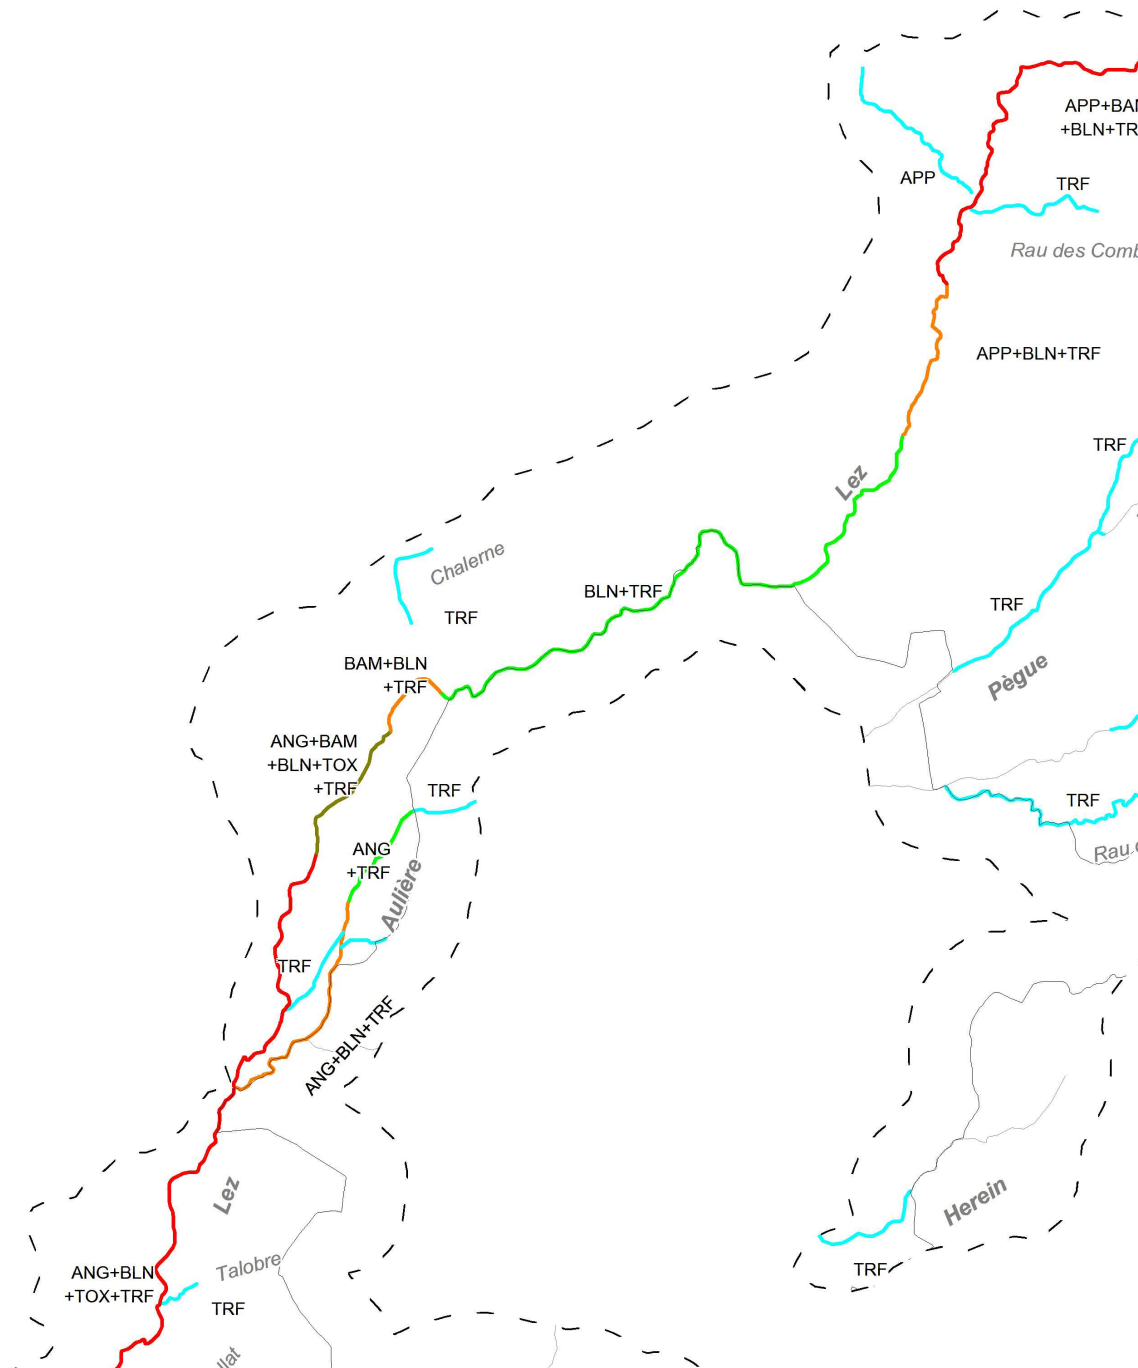 APP+BAM
+BLN+TR
APP
TRF
Rau des Comb
APP+BLN+TRF
TRF
Lez
Chalerne
BLN+TRF
TRF
TRF
BAM+BLN
+TRF
Pègue
ANG+BAM
+BLN+TOX
+TRF
TRF
TRF
ANG
+TRF
Rau
Aulière
TRF
ANG+BLN+TRF
Lez
Herein
Talobre
TRF
ANG+BLN
+TOX+TRF
TRF
llat